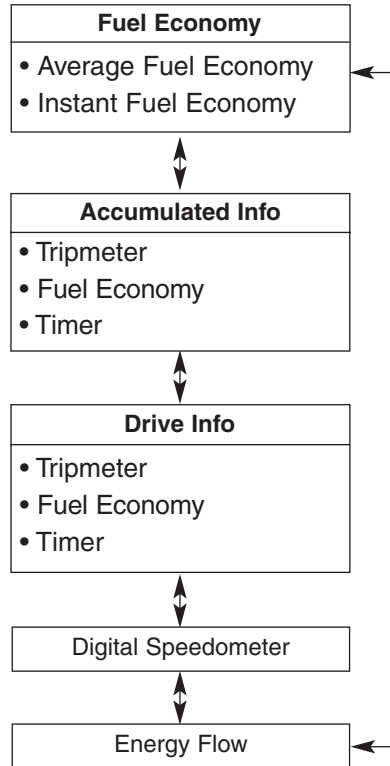 Fuel Economy
• Average Fuel Economy
• Instant Fuel Economy
Accumulated Info
• Tripmeter
• Fuel Economy
• Timer
Drive Info
• Tripmeter
• Fuel Economy
• Timer
Digital Speedometer
Energy Flow